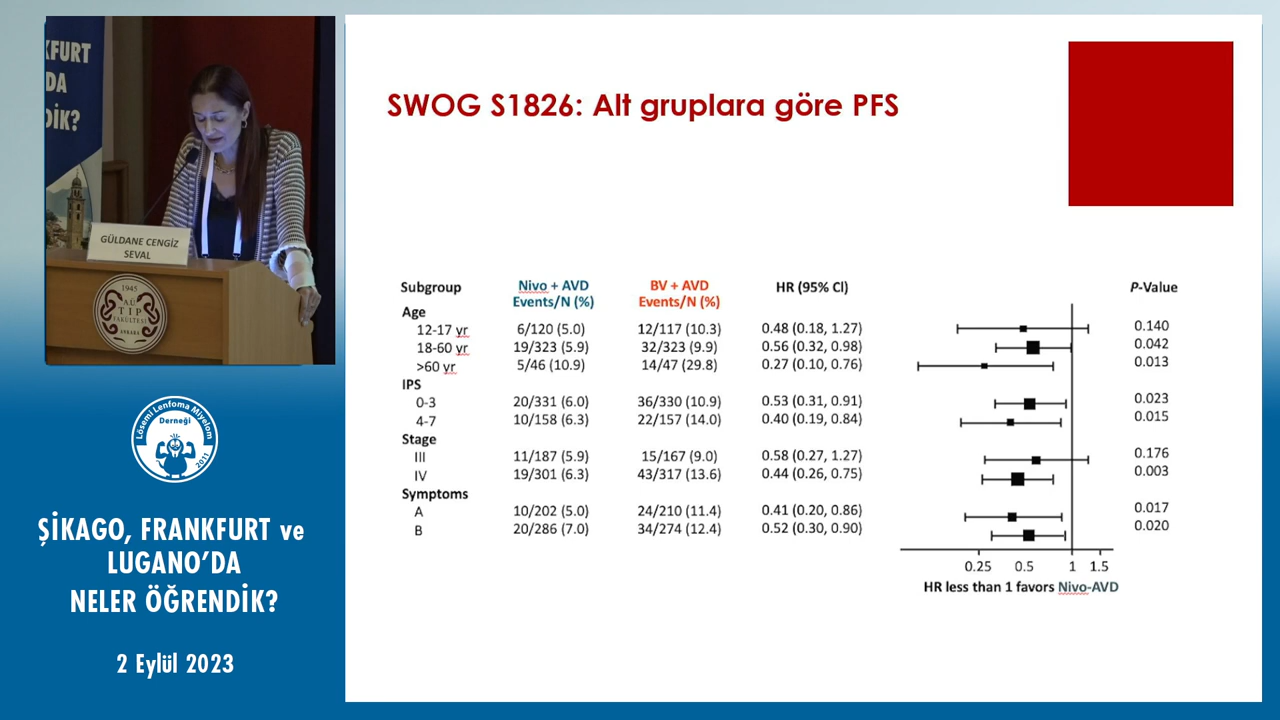 KFURT
DA
DİK?
GÜLDANE CENGİZ
SEVAL
1945
A.Ü
TIP
FAKÜLTESİ
ANKARA
Lösemi Lenfoma Miyelom
Derneği
2011
ŞİKAGO, FRANKFURT ve
LUGANO'DA
NELER ÖĞRENDİK?
2 Eylül 2023
SWOG S1826: Alt gruplara göre PFS
Subgroup Nivo + AVD Events/N (%) BV + AVD Events/N (%) HR (95% CI) P-Value
Age
12-17 yr 6/120 (5.0) 12/117 (10.3) 0.48 (0.18, 1.27) 0.140
18-60 yr 19/323 (5.9) 32/323 (9.9) 0.56 (0.32, 0.98) 0.042
>60 yr 5/46 (10.9) 14/47 (29.8) 0.27 (0.10, 0.76) 0.013
IPS
0-3 20/331 (6.0) 36/330 (10.9) 0.53 (0.31, 0.91) 0.023
4-7 10/158 (6.3) 22/157 (14.0) 0.40 (0.19, 0.84) 0.015
Stage
III 11/187 (5.9) 15/167 (9.0) 0.58 (0.27, 1.27) 0.176
IV 19/301 (6.3) 43/317 (13.6) 0.44 (0.26, 0.75) 0.003
Symptoms
A 10/202 (5.0) 24/210 (11.4) 0.41 (0.20, 0.86) 0.017
B 20/286 (7.0) 34/274 (12.4) 0.52 (0.30, 0.90) 0.020
0.25 0.5 1 1.5
HR less than 1 favors Nivo-AVD